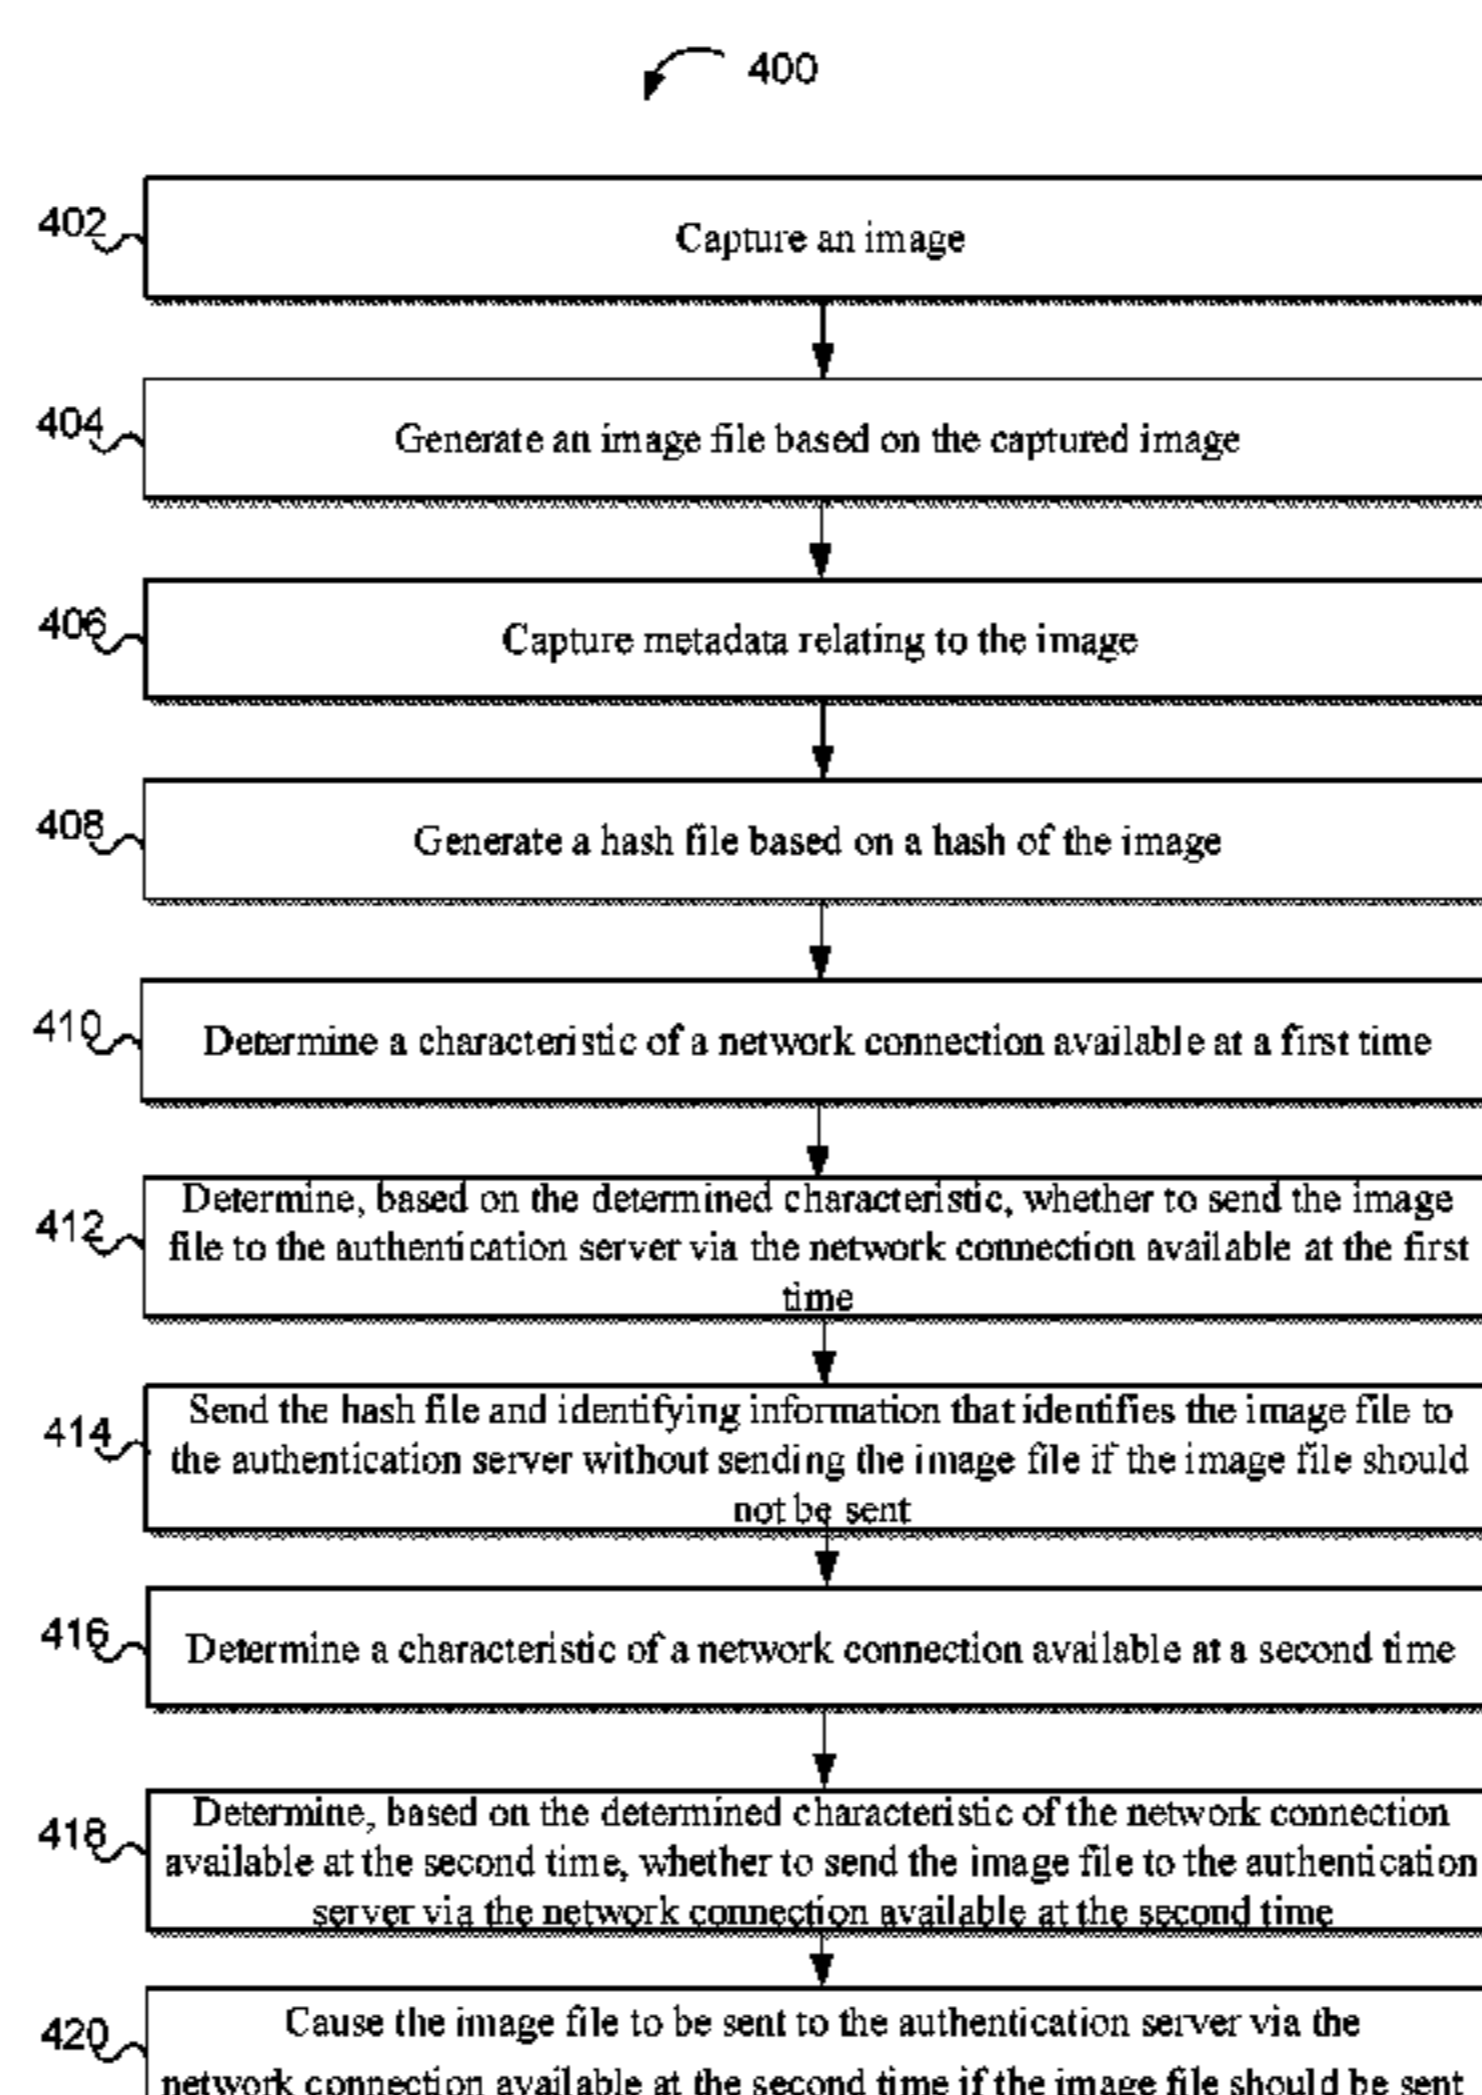 400
402
Capture an image
404
Generate an image file based on the captured image
406
Capture metadata relating to the image
408
Generate a hash file based on a hash of the image
410
Determine a characteristic of a network connection available at a first time
412
Determine, based on the determined characteristic, whether to send the image
file to the authentication server via the network connection available at the first
time
414
Send the hash file and identifying information that identifies the image file to
the authentication server without sending the image file if the image file should
not be sent
416
Determine a characteristic of a network connection available at a second time
418
Determine, based on the determined characteristic of the network connection
available at the second time, whether to send the image file to the authentication
server via the network connection available at the second time
420
Cause the image file to be sent to the authentication server via the
network connection available at the second time if the image file should be sent